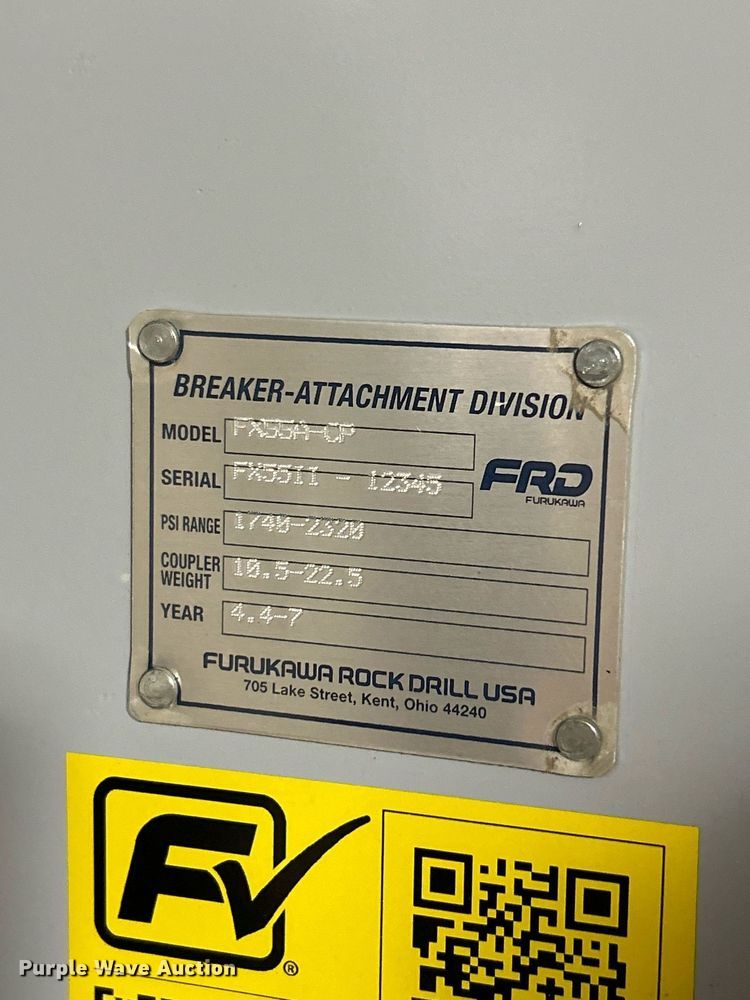 BREAKER-ATTACHMENT DIVISION
MODEL FX55A-CP
SERIAL FX55II - 12345
FRD
FURUKAWA
PSI RANGE 1740-2320
COUPLER
WEIGHT 10.5-22.5
YEAR 4.4-7
FURUKAWA ROCK DRILL USA
705 Lake Street, Kent, Ohio 44240
FV
®
Purple Wave Auction